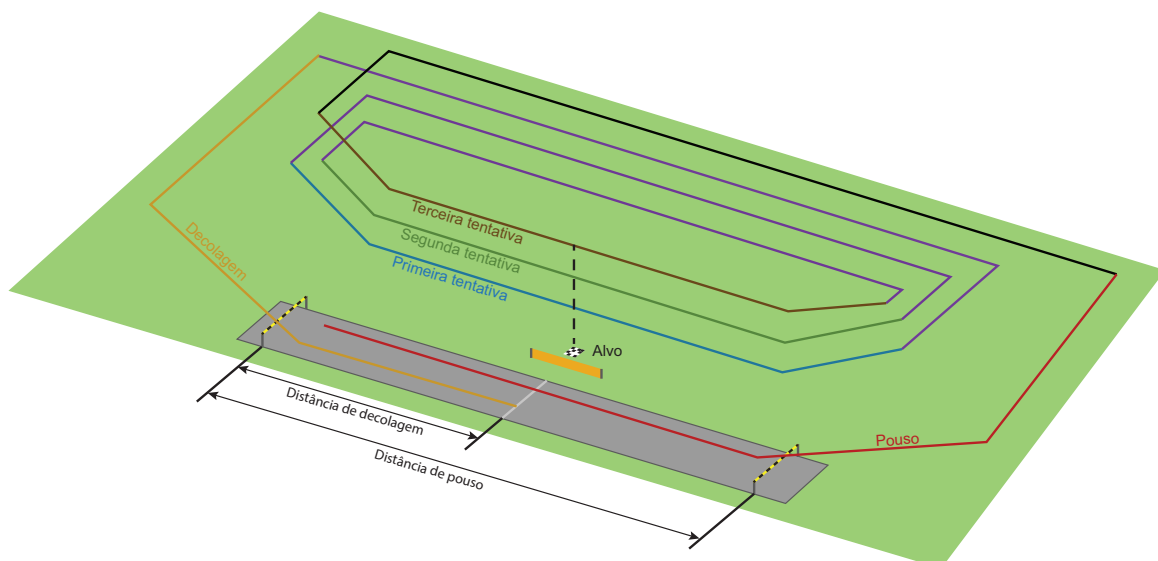 Terceira tentativa
Segunda tentativa
Primeira tentativa
Decolagem
Alvo
Distância de decolagem
Pouso
Distância de pouso